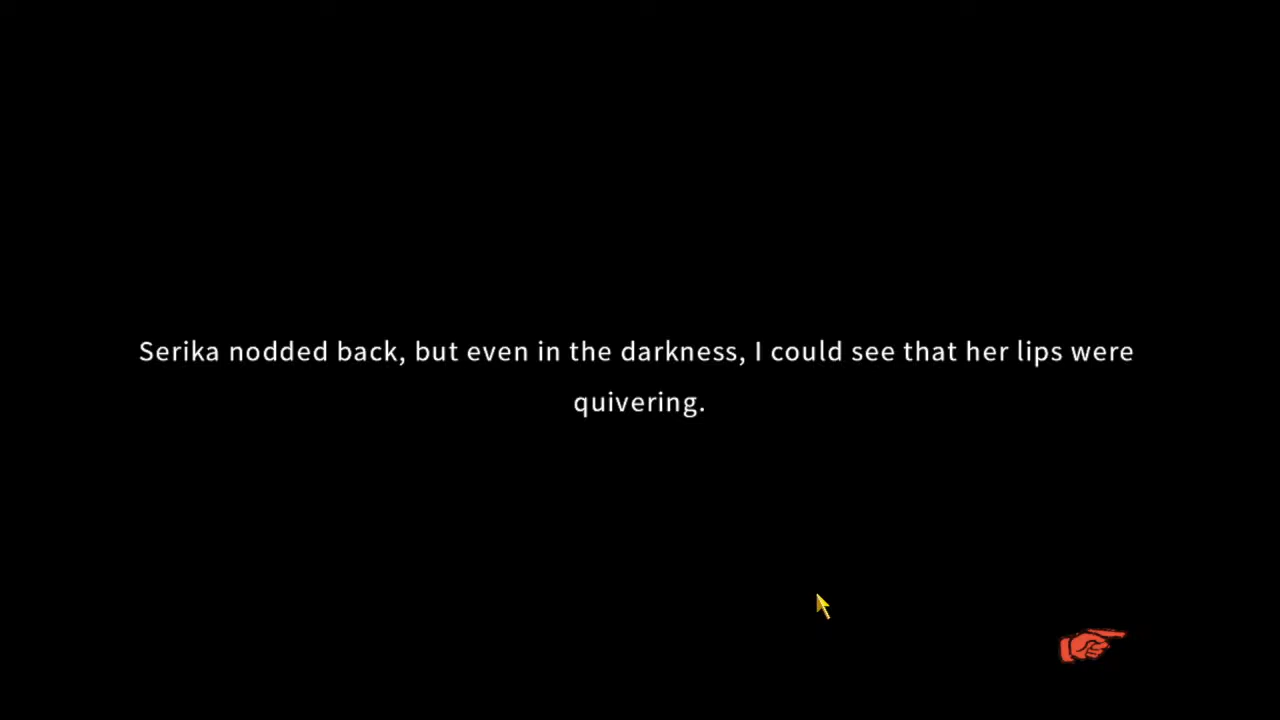 Serika nodded back, but even in the darkness, I could see that her lips were
quivering.